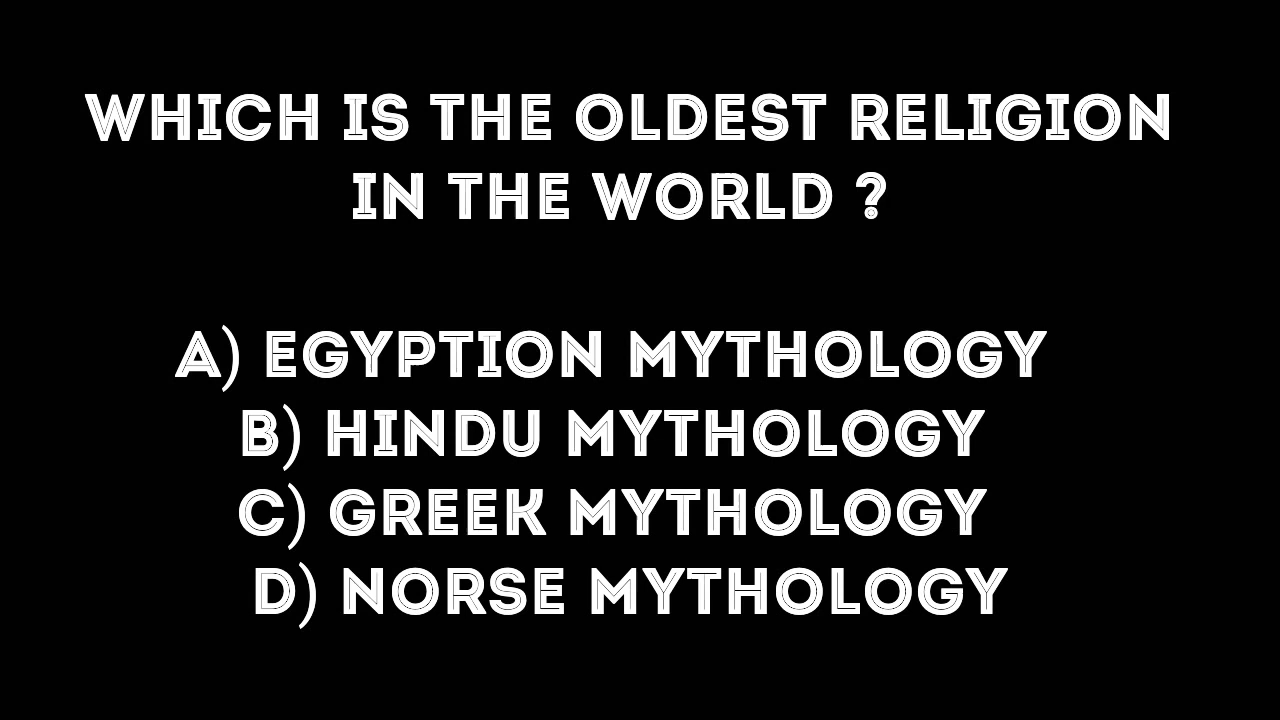 WHICH IS THE OLDEST RELIGION
IN THE WORLD ?
A) EGYPTION MYTHOLOGY
B) HINDU MYTHOLOGY
C) GREEK MYTHOLOGY
D) NORSE MYTHOLOGY